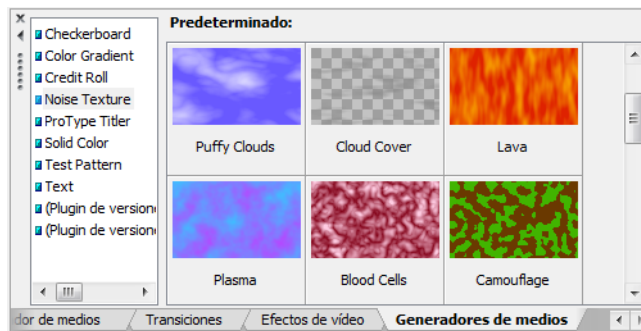 Predeterminado:
Checkerboard
Color Gradient
Credit Roll
Noise Texture
ProType Titler
Solid Color
Test Pattern
Text
(Plugin de version
(Plugin de version
Puffy Clouds
Cloud Cover
Lava
Plasma
Blood Cells
Camouflage
dor de medios
Transiciones
Efectos de vídeo
Generadores de medios